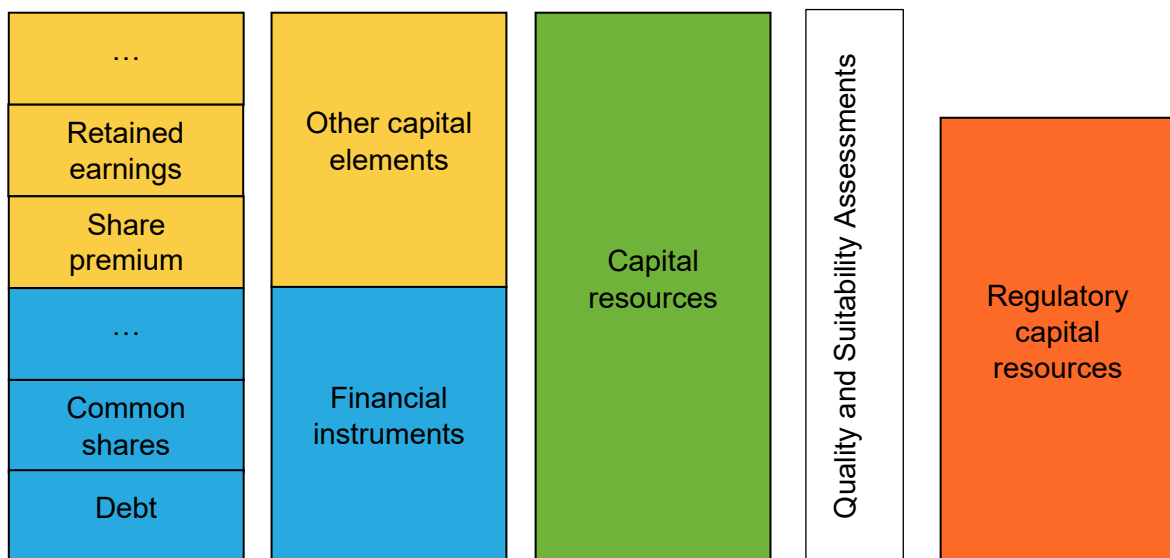 …
Retained
earnings
Share
premium
…
Common
shares
Debt
Other capital
elements
Financial
instruments
Capital
resources
Quality and Suitability Assessments
Regulatory
capital
resources